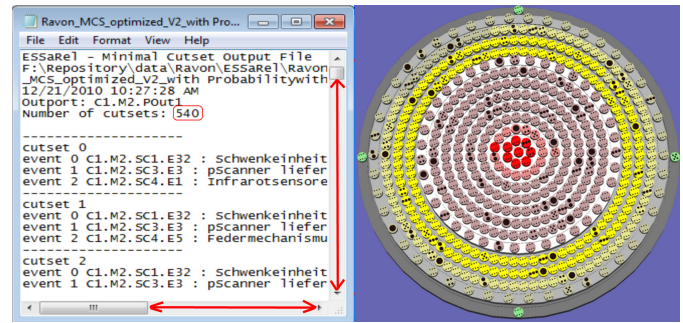 Ravon_MCS_optimized_V2_with Pro...
File Edit Format View Help
ESSaRel - Minimal Cutset Output File
F:\Repository\data\Ravon\ESSaRel\Ravon
_MCS_optimized_V2_with Probabilitywith
12/21/2010 10:27:28 AM
Outport: C1.M2.POut1
Number of cutsets: 540
--------------------
cutset 0
event 0 C1.M2.SC1.E32 : Schwenkeinheit
event 1 C1.M2.SC3.E3 : pScanner liefer
event 2 C1.M2.SC4.E1 : Infrarotsensore
--------------------
cutset 1
event 0 C1.M2.SC1.E32 : Schwenkeinheit
event 1 C1.M2.SC3.E3 : pScanner liefer
event 2 C1.M2.SC4.E5 : Federmechanismu
--------------------
cutset 2
event 0 C1.M2.SC1.E32 : Schwenkeinheit
event 1 C1.M2.SC3.E3 : pScanner liefer